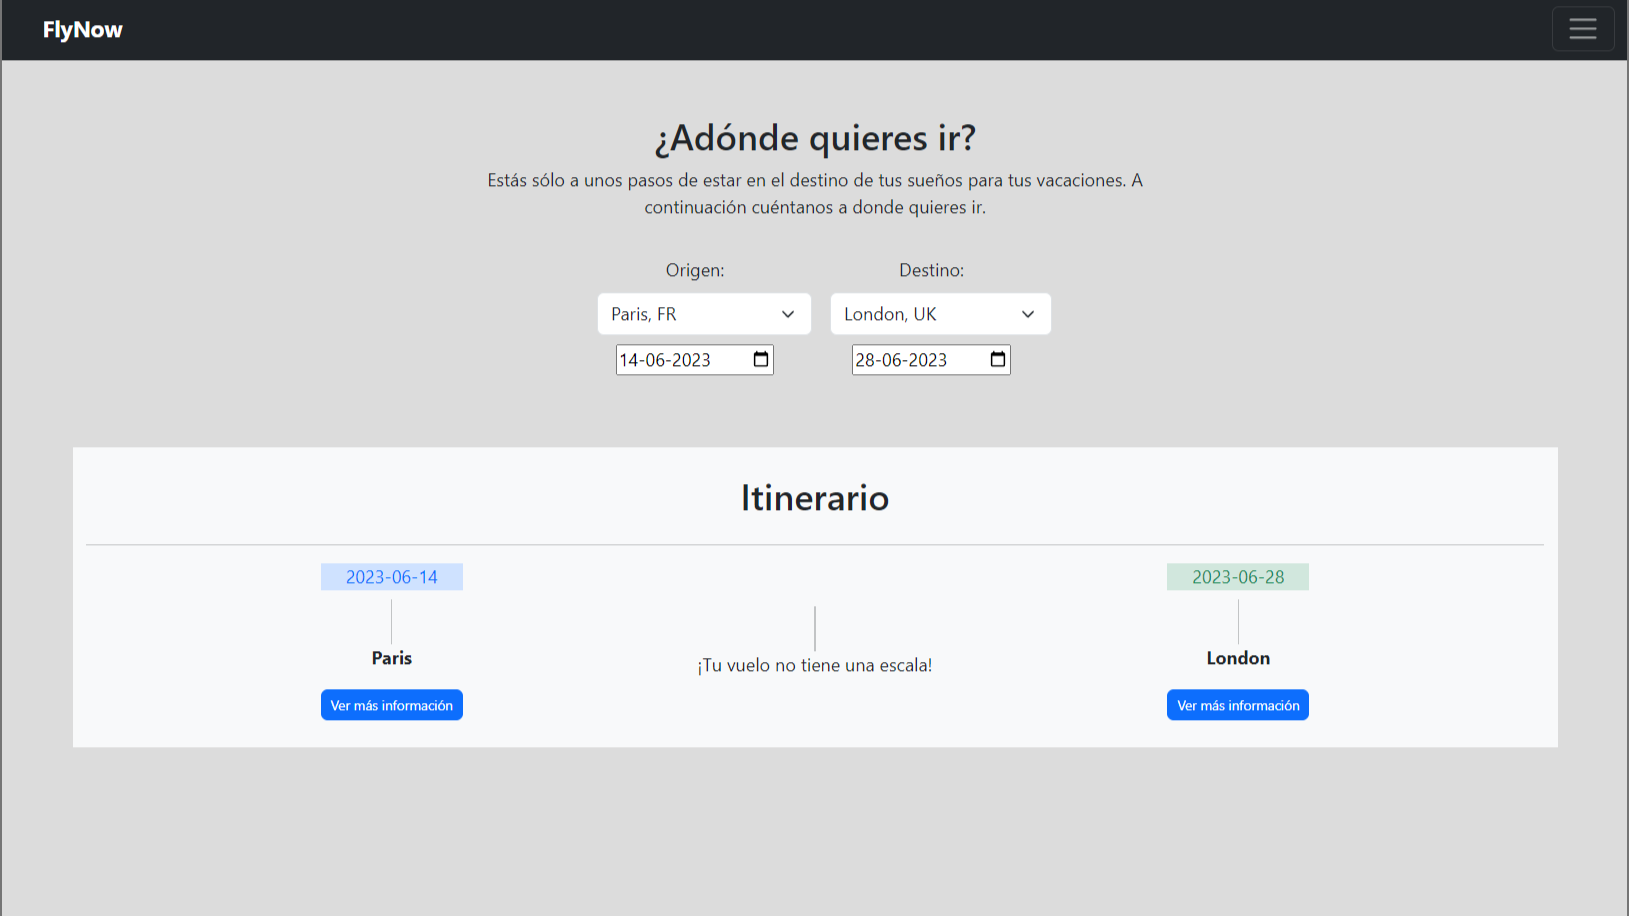 FlyNow
¿Adónde quieres ir?
Estás sólo a unos pasos de estar en el destino de tus sueños para tus vacaciones. A
continuación cuéntanos a donde quieres ir.
Origen:
Destino:
Paris, FR
London, UK
14-06-2023
28-06-2023
Itinerario
2023-06-14
2023-06-28
Paris
¡Tu vuelo no tiene una escala!
London
Ver más información
Ver más información